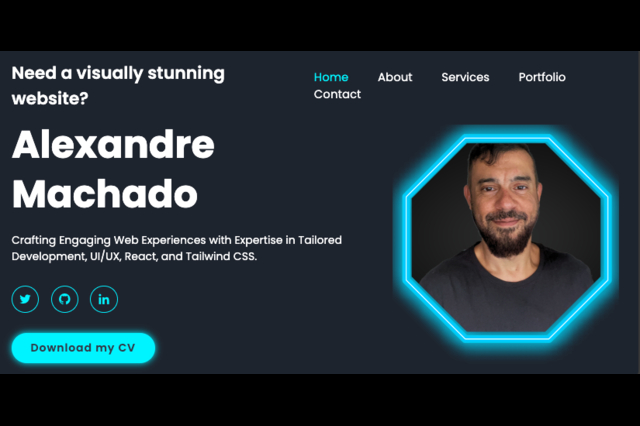 Need a visually stunning
website?
Home About Services Portfolio
Contact
Alexandre
Machado
Crafting Engaging Web Experiences with Expertise in Tailored
Development, UI/UX, React, and Tailwind CSS.
in
Download my CV